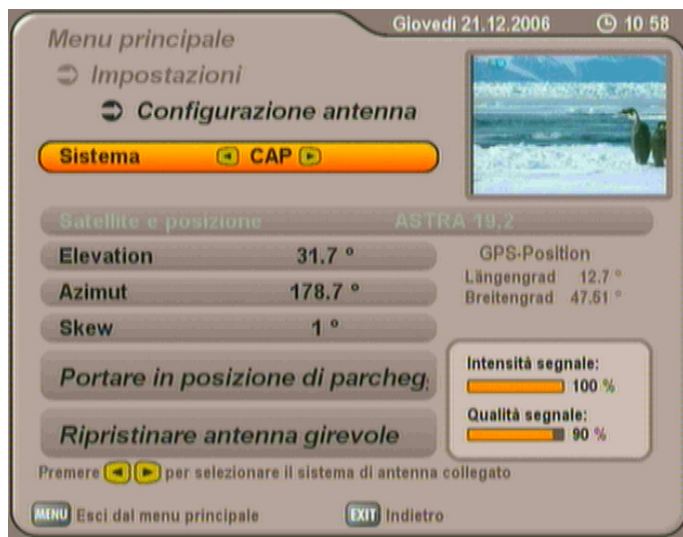 Giovedì 21.12.2006 10 58
Menu principale
Impostazioni
Configurazione antenna
Sistema CAP
Satellite e posizione ASTRA 19,2
Elevation 31.7 °
Azimut 178.7 °
Skew 1 °
GPS-Position
Längengrad 12.7 °
Breitengrad 47.51 °
Portare in posizione di parcheg
Ripristinare antenna girevole
Intensità segnale:
100 %
Qualità segnale:
90 %
Premere per selezionare il sistema di antenna collegato
MENU Esci dal menu principale EXIT Indietro